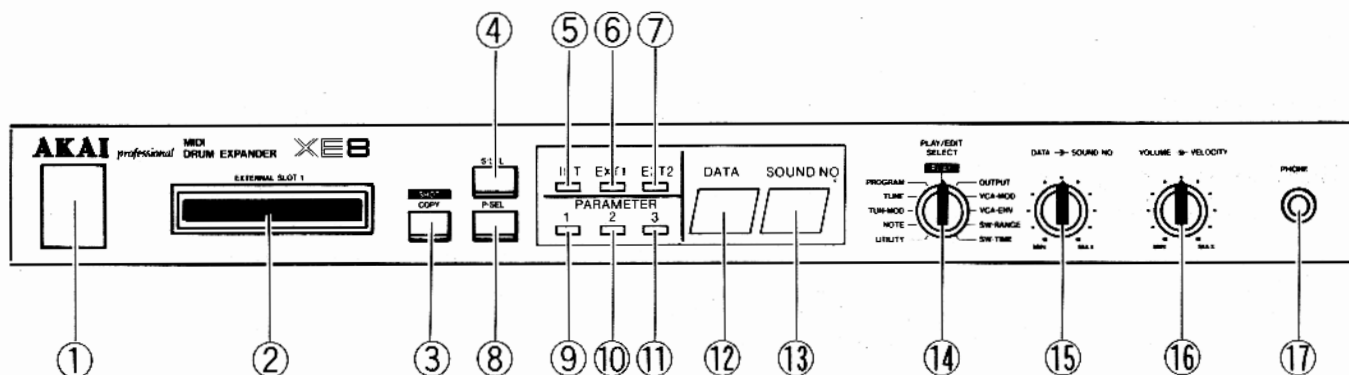 ④ ⑤ ⑥ ⑦
AKAI professional MIDI DRUM EXPANDER XE8
EXTERNAL SLOT 1
SHOT
COPY
S-SEL
P-SEL
INT EXT1 EXT2
PARAMETER
1 2 3
DATA SOUND NO.
PLAY/EDIT
SELECT
PLAY
PROGRAM
TUNE
TUN-MOD
NOTE
UTILITY
OUTPUT
VCA-MOD
VCA-ENV
SW-RANGE
SW-TIME
DATA SOUND NO
MIN MAX
VOLUME VELOCITY
MIN MAX
PHONE
① ② ③ ⑧ ⑨ ⑩ ⑪ ⑫ ⑬ ⑭ ⑮ ⑯ ⑰